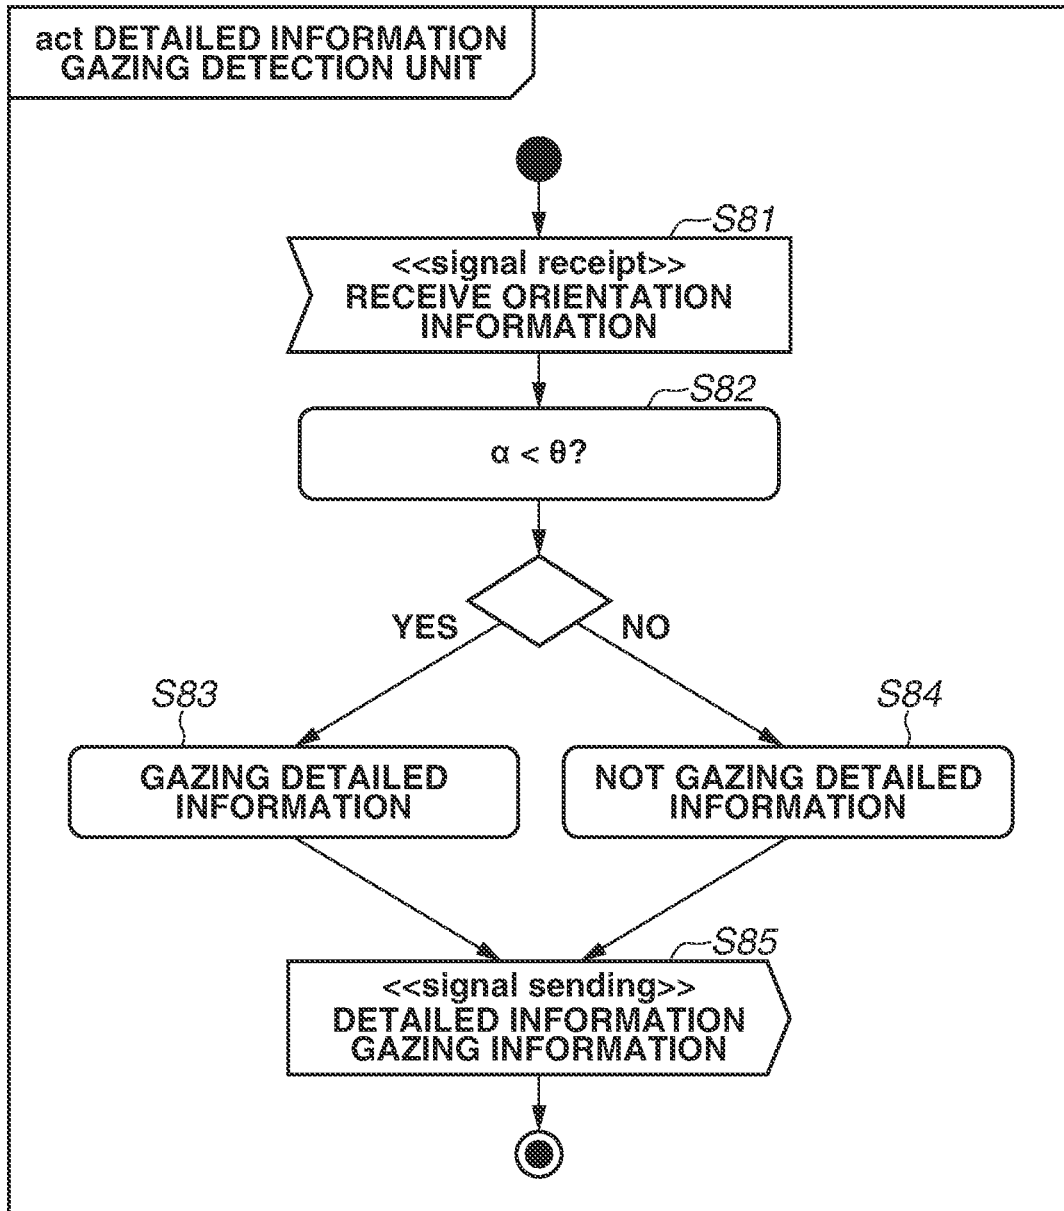 act DETAILED INFORMATION
GAZING DETECTION UNIT
S81
<<signal receipt>>
RECEIVE ORIENTATION
INFORMATION
S82
α < θ?
YES
NO
S83
S84
GAZING DETAILED
INFORMATION
NOT GAZING DETAILED
INFORMATION
S85
<<signal sending>>
DETAILED INFORMATION
GAZING INFORMATION